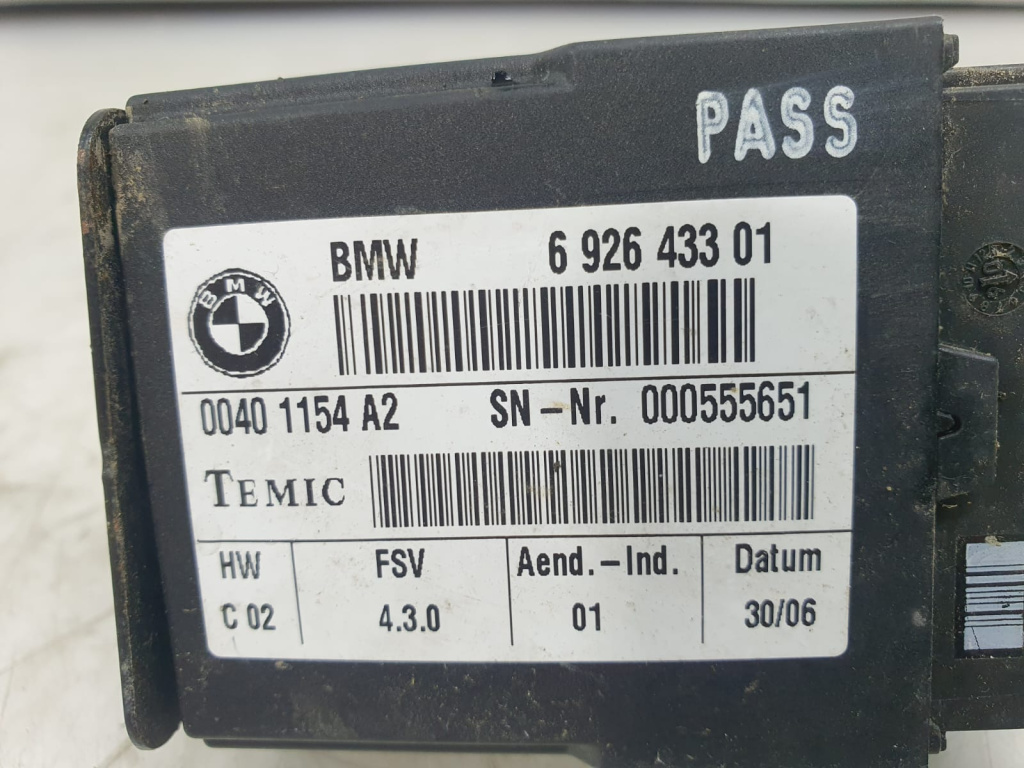 PASS
BMW 6 926 433 01
BMW
0040 1154 A2 SN-Nr. 000555651
TEMIC
HW FSV Aend.-Ind. Datum
C 02 4.3.0 01 30/06